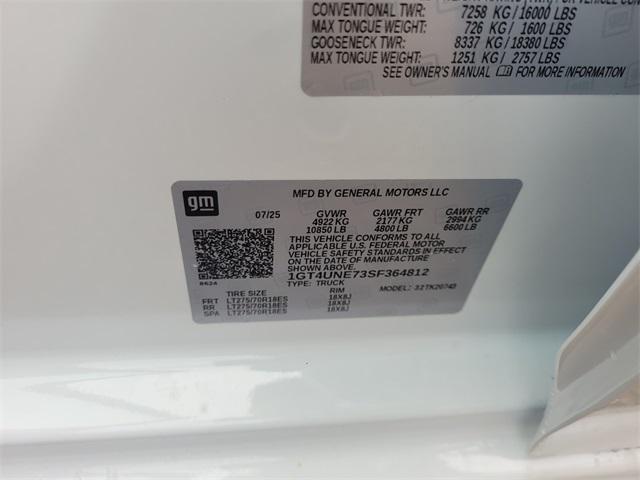 CONVENTIONAL TWR: 7258 KG/16000 LBS
MAX TONGUE WEIGHT: 726 KG/ 1600 LBS
GOOSENECK TWR: 8337 KG/18380 LBS
MAX TONGUE WEIGHT: 1251 KG/ 2757 LBS
SEE OWNER'S MANUAL FOR MORE INFORMATION
gm
MFD BY GENERAL MOTORS LLC
07/25 GVWR GAWR FRT GAWR RR
4922 KG 2177 KG 2994 KG
10850 LB 4800 LB 6600 LB
THIS VEHICLE CONFORMS TO ALL
APPLICABLE U.S. FEDERAL MOTOR
VEHICLE SAFETY STANDARDS IN EFFECT
ON THE DATE OF MANUFACTURE
SHOWN ABOVE.
1GT4UNE73SF364812
8624
TYPE: TRUCK MODEL: 32TK20743
TIRE SIZE RIM
FRT LT275/70R18ES 18X8J
RR LT275/70R18ES 18X8J
SPA LT275/70R18ES 18X8J